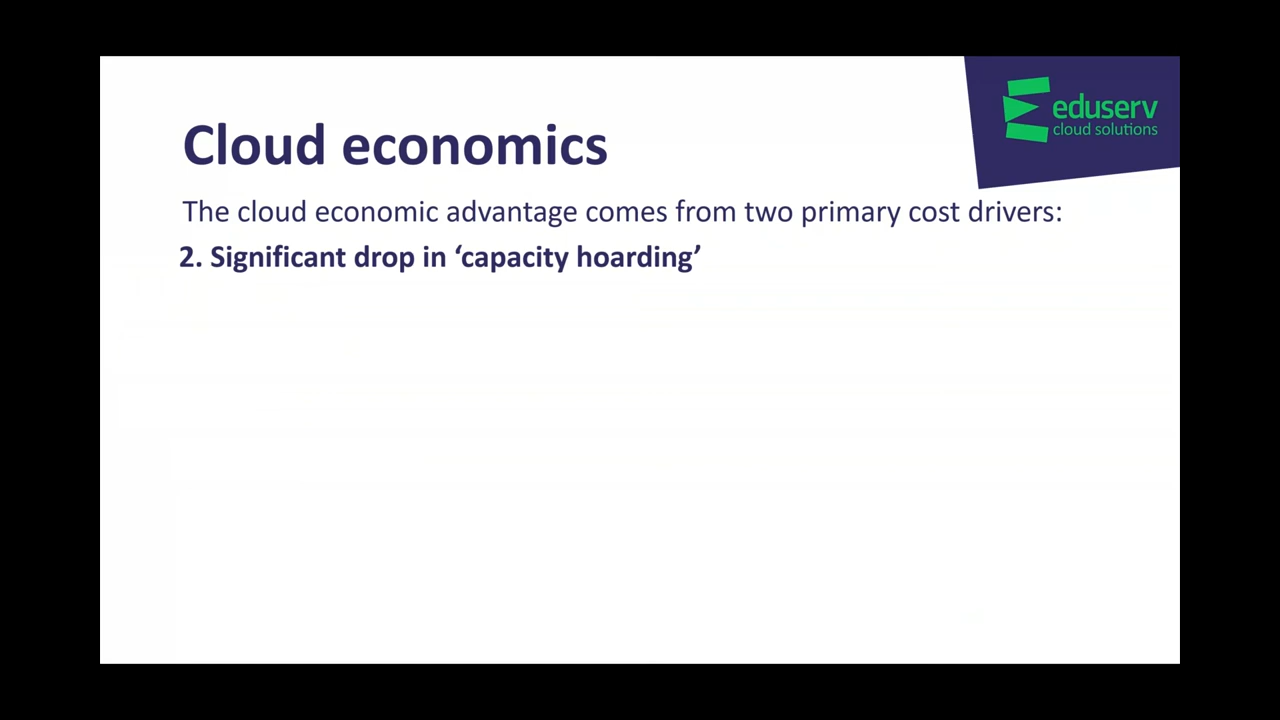 eduserv
cloud solutions
Cloud economics
The cloud economic advantage comes from two primary cost drivers:
2. Significant drop in ‘capacity hoarding’